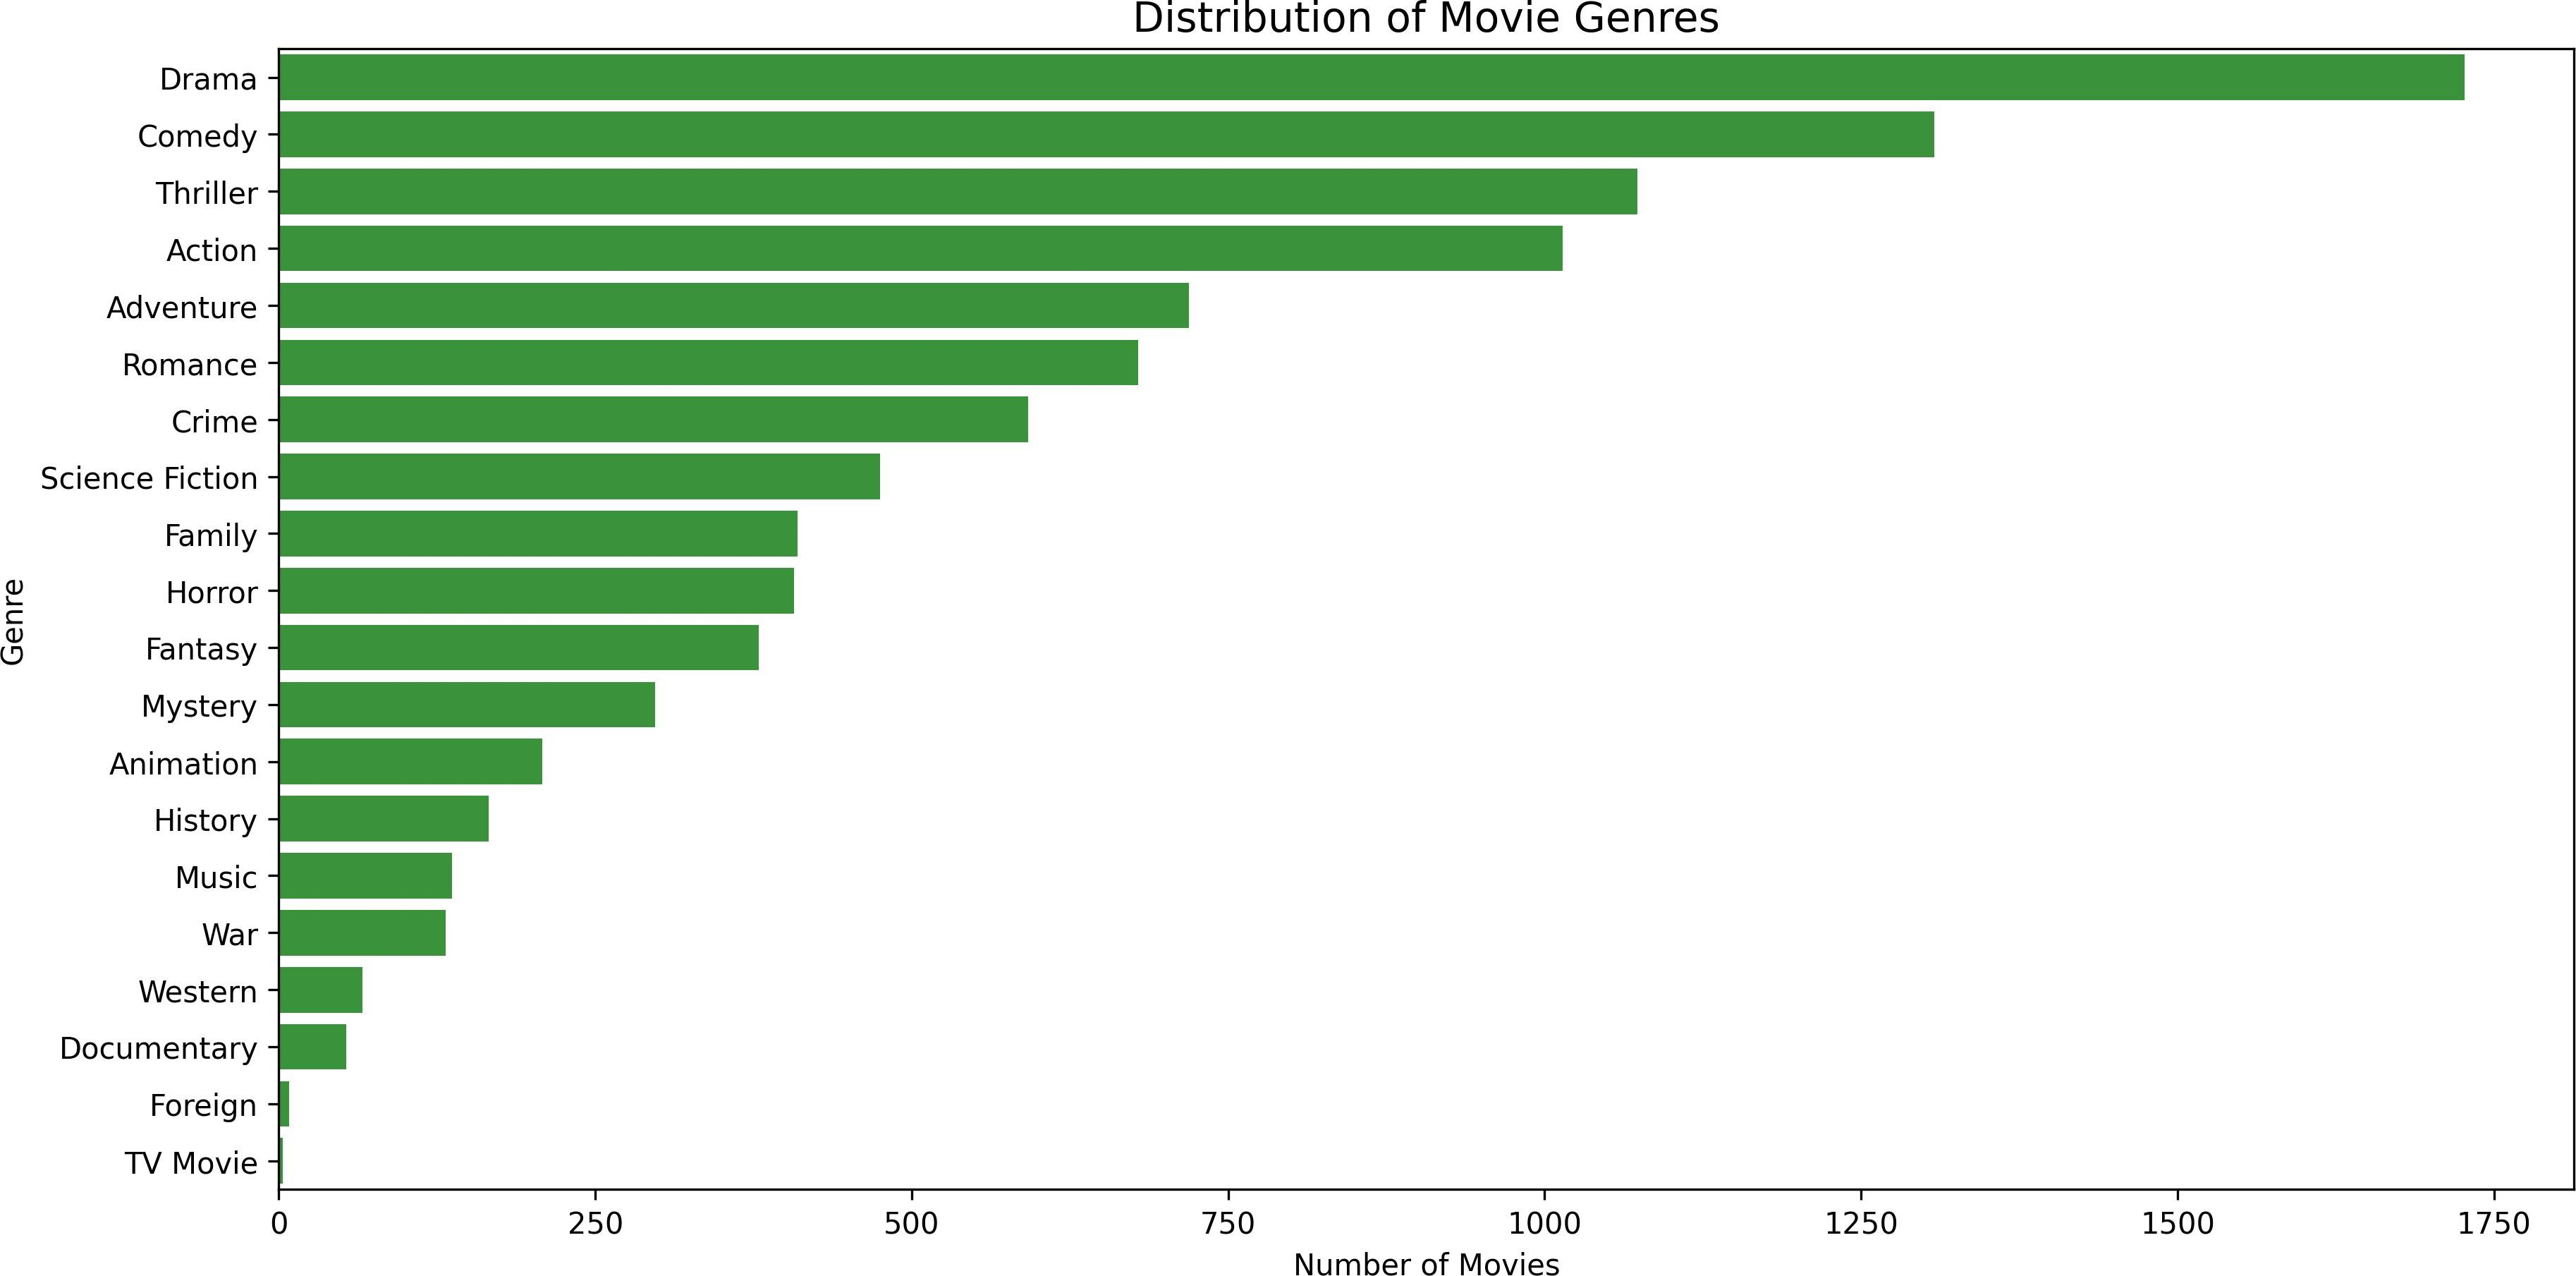 Distribution of Movie Genres
Drama
Comedy
Thriller
Action
Adventure
Romance
Crime
Science Fiction
Family
Horror
Fantasy
Mystery
Animation
History
Music
War
Western
Documentary
Foreign
TV Movie
Genre
0 250 500 750 1000 1250 1500 1750
Number of Movies